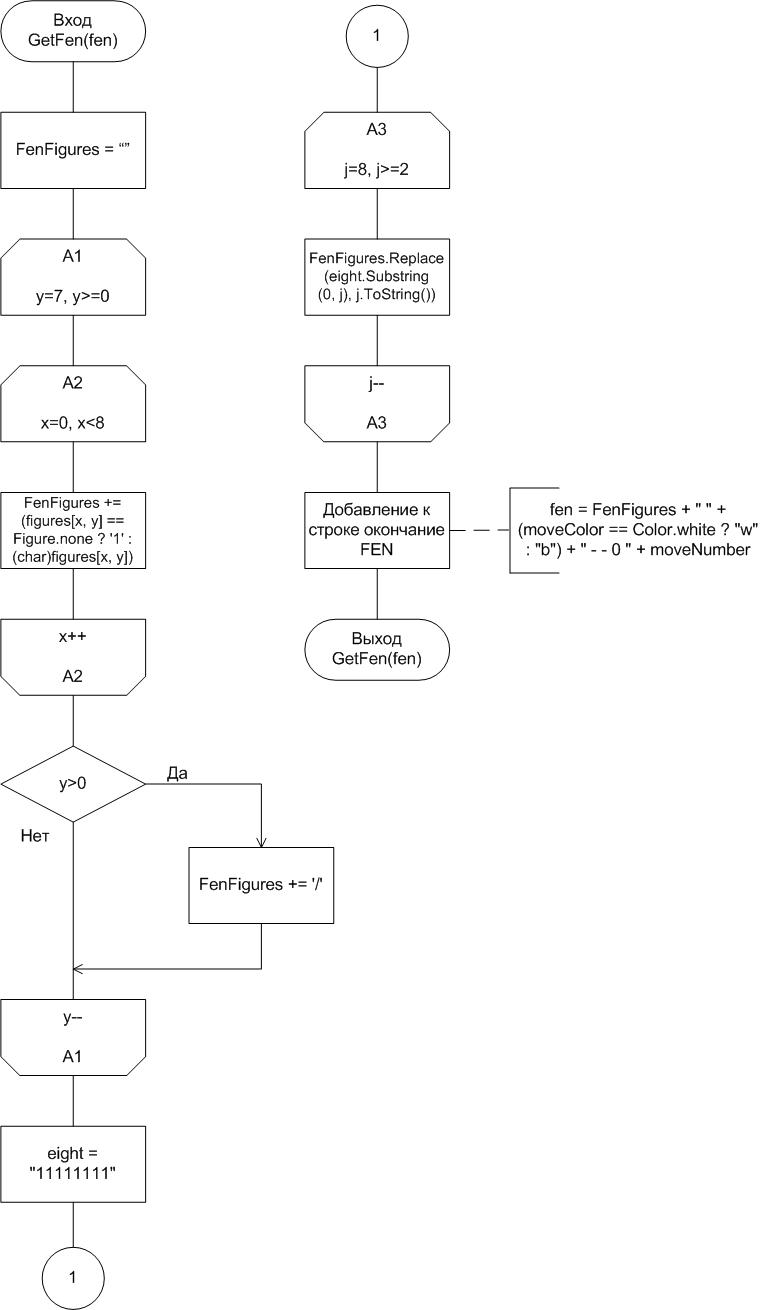 Вход
GetFen(fen)
FenFigures = “”
A1
y=7, y>=0
A2
x=0, x<8
FenFigures +=
(figures[x, y] ==
Figure.none ? '1' :
(char)figures[x, y])
x++
A2
y>0
Да
Нет
FenFigures += '/'
y--
A1
eight =
"11111111"
1
1
A3
j=8, j>=2
FenFigures.Replace
(eight.Substring
(0, j), j.ToString())
j--
A3
Добавление к
строке окончание
FEN
fen = FenFigures + " " +
(moveColor == Color.white ? "w"
: "b") + " - - 0 " + moveNumber
Выход
GetFen(fen)